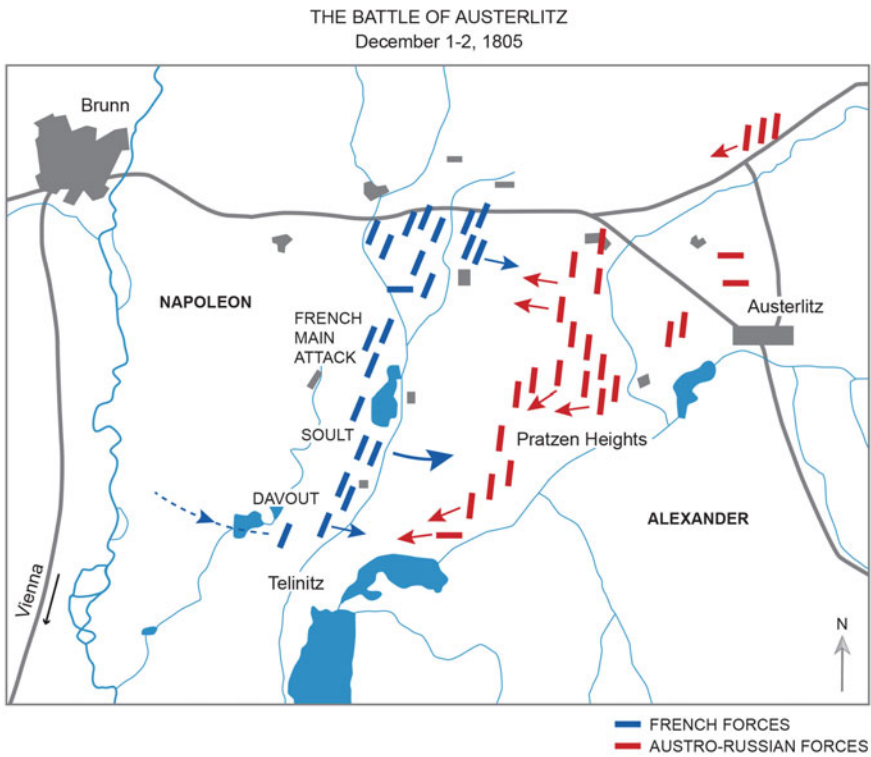 THE BATTLE OF AUSTERLITZ
December 1-2, 1805
Brunn
NAPOLEON
FRENCH
MAIN
ATTACK
Austerlitz
SOULT
Pratzen Heights
DAVOUT
ALEXANDER
Telinitz
Vienna
N
FRENCH FORCES
AUSTRO-RUSSIAN FORCES